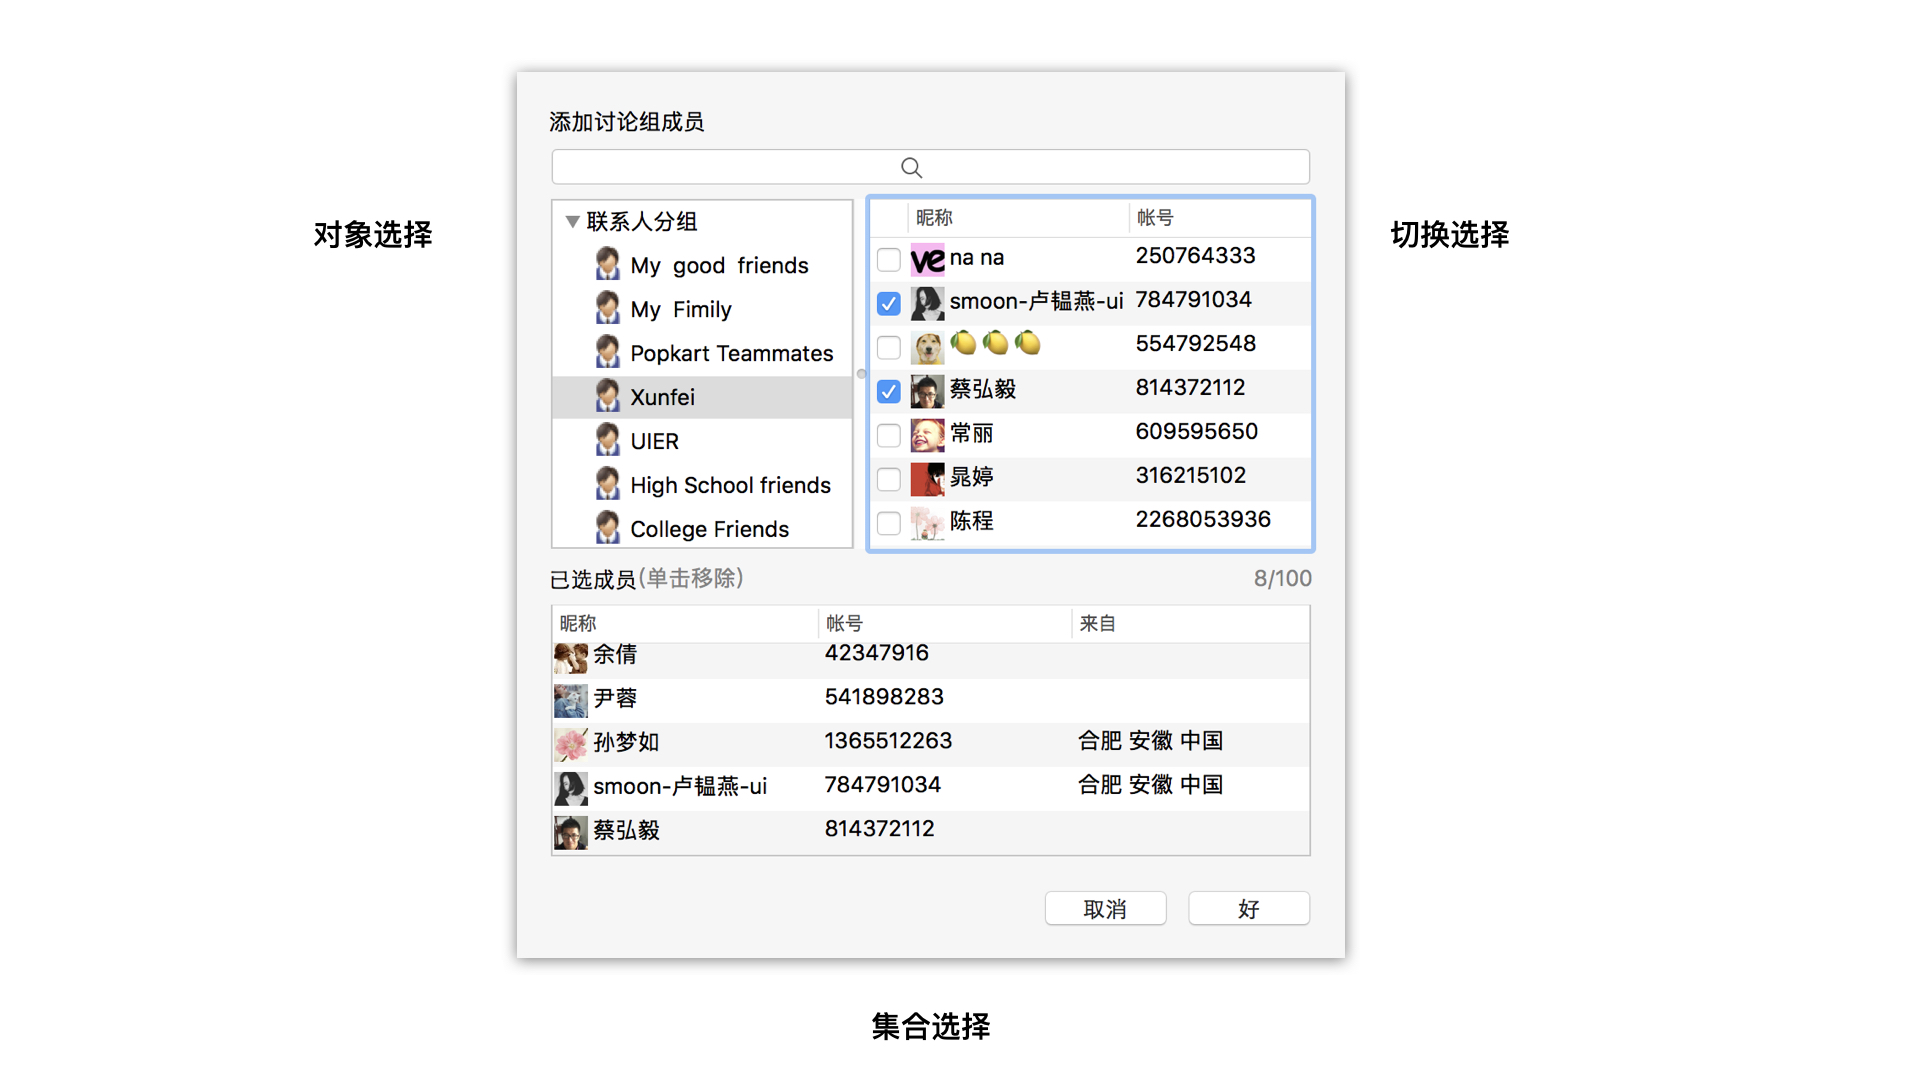 添加讨论组成员
对象选择
切换选择
联系人分组
My good friends
My Fimily
Popkart Teammates
Xunfei
UIER
High School friends
College Friends
昵称 帐号
ve na na 250764333
smoon-卢韫燕-ui 784791034
🍋🍋🍋 554792548
蔡弘毅 814372112
常丽 609595650
晁婷 316215102
陈程 2268053936
已选成员(单击移除) 8/100
昵称 帐号 来自
余倩 42347916
尹蓉 541898283
孙梦如 1365512263 合肥 安徽 中国
smoon-卢韫燕-ui 784791034 合肥 安徽 中国
蔡弘毅 814372112
取消 好
集合选择